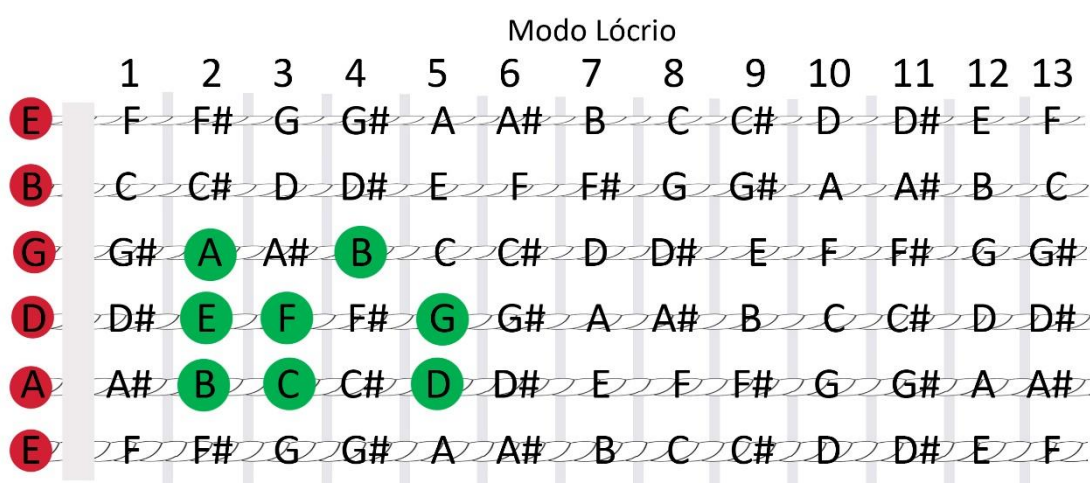 Modo Lócrio
1 2 3 4 5 6 7 8 9 10 11 12 13
E F F# G G# A A# B C C# D D# E F
B C C# D D# E F F# G G# A A# B C
G G# A A# B C C# D D# E F F# G G#
D D# E F F# G G# A A# B C C# D D#
A A# B C C# D D# E F F# G G# A A#
E F F# G G# A A# B C C# D D# E F